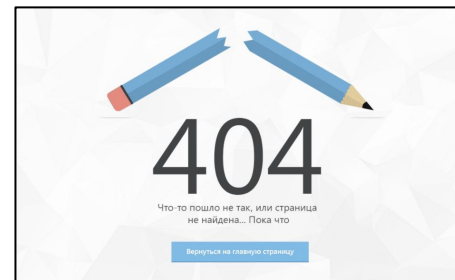 404
Что-то пошло не так, или страница
не найдена... Пока что
Вернуться на главную страницу